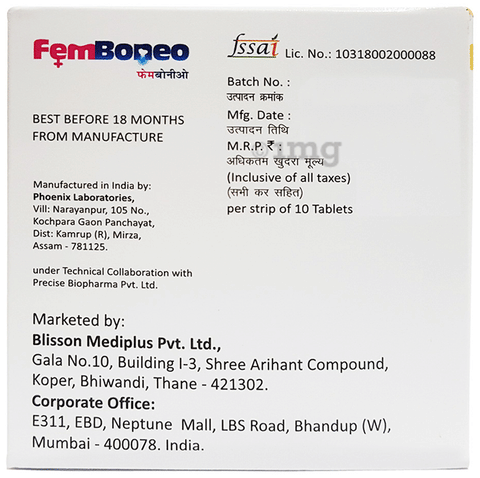 FemBoneo
फेमबोनीओ
BEST BEFORE 18 MONTHS
FROM MANUFACTURE
Manufactured in India by:
Phoenix Laboratories,
Vill: Narayanpur, 105 No.,
Kochpara Gaon Panchayat,
Dist: Kamrup (R), Mirza,
Assam - 781125.
under Technical Collaboration with
Precise Biopharma Pvt. Ltd.
fssai Lic. No.: 10318002000088
Batch No. :
उत्पादन क्रमांक
Mfg. Date :
उत्पादन तिथि
M.R.P. ₹ :
अधिकतम खुदरा मूल्य
(Inclusive of all taxes)
(सभी कर सहित)
per strip of 10 Tablets
1mg
Marketed by:
Blisson Mediplus Pvt. Ltd.,
Gala No.10, Building I-3, Shree Arihant Compound,
Koper, Bhiwandi, Thane - 421302.
Corporate Office:
E311, EBD, Neptune Mall, LBS Road, Bhandup (W),
Mumbai - 400078. India.